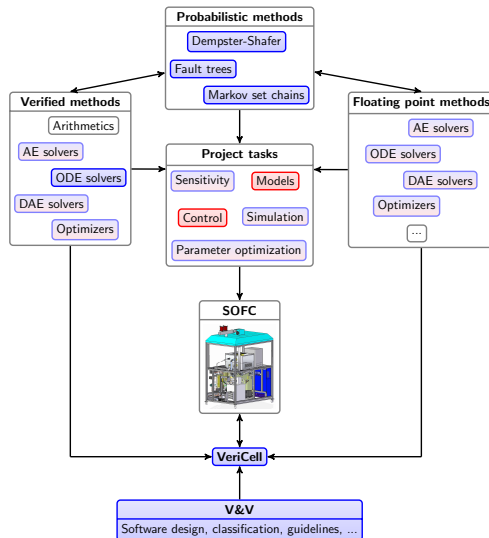 Probabilistic methods
Dempster-Shafer
Fault trees
Markov set chains
Verified methods
Arithmetics
AE solvers
ODE solvers
DAE solvers
Optimizers
Project tasks
Sensitivity
Models
Control
Simulation
Parameter optimization
Floating point methods
AE solvers
ODE solvers
DAE solvers
Optimizers
...
SOFC
VeriCell
V&V
Software design, classification, guidelines, ...